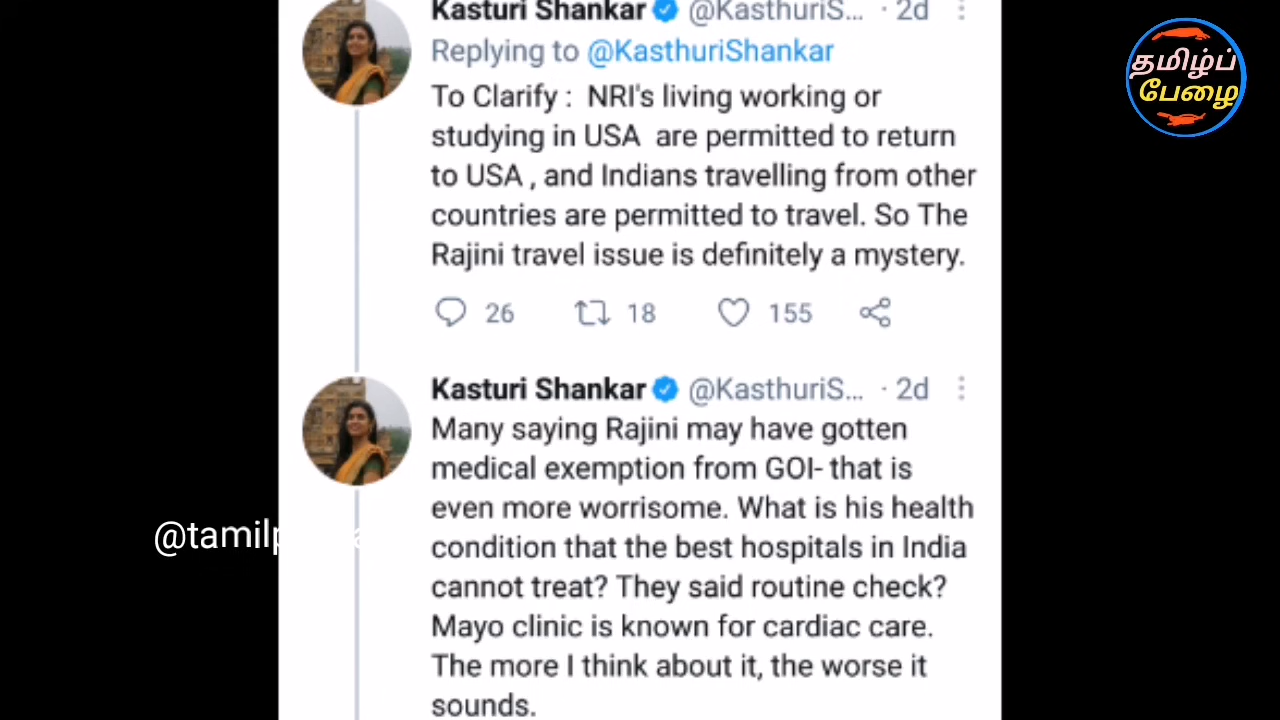 Kasturi Shankar @KasthuriS... · 2d
Replying to @KasthuriShankar
To Clarify : NRI's living working or
studying in USA are permitted to return
to USA , and Indians travelling from other
countries are permitted to travel. So The
Rajini travel issue is definitely a mystery.
26 18 155
Kasturi Shankar @KasthuriS... · 2d
Many saying Rajini may have gotten
medical exemption from GOI- that is
even more worrisome. What is his health
condition that the best hospitals in India
cannot treat? They said routine check?
Mayo clinic is known for cardiac care.
The more I think about it, the worse it
sounds.
தமிழ்ப்
பேழை